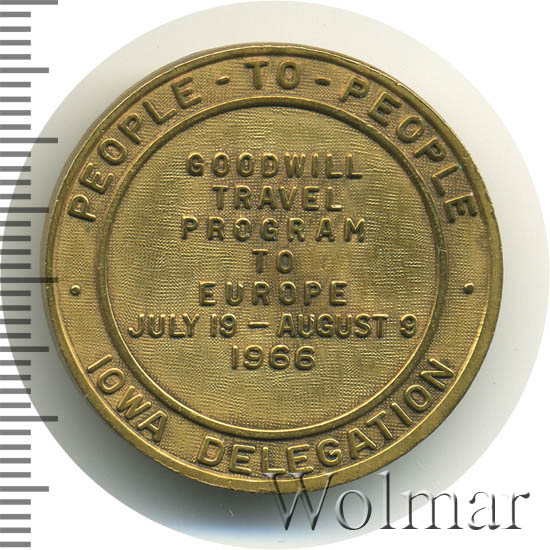 PEOPLE - TO - PEOPLE
GOODWILL
TRAVEL
PROGRAM
TO
EUROPE
JULY 19 — AUGUST 9
1966
• IOWA DELEGATION •
Wolmar